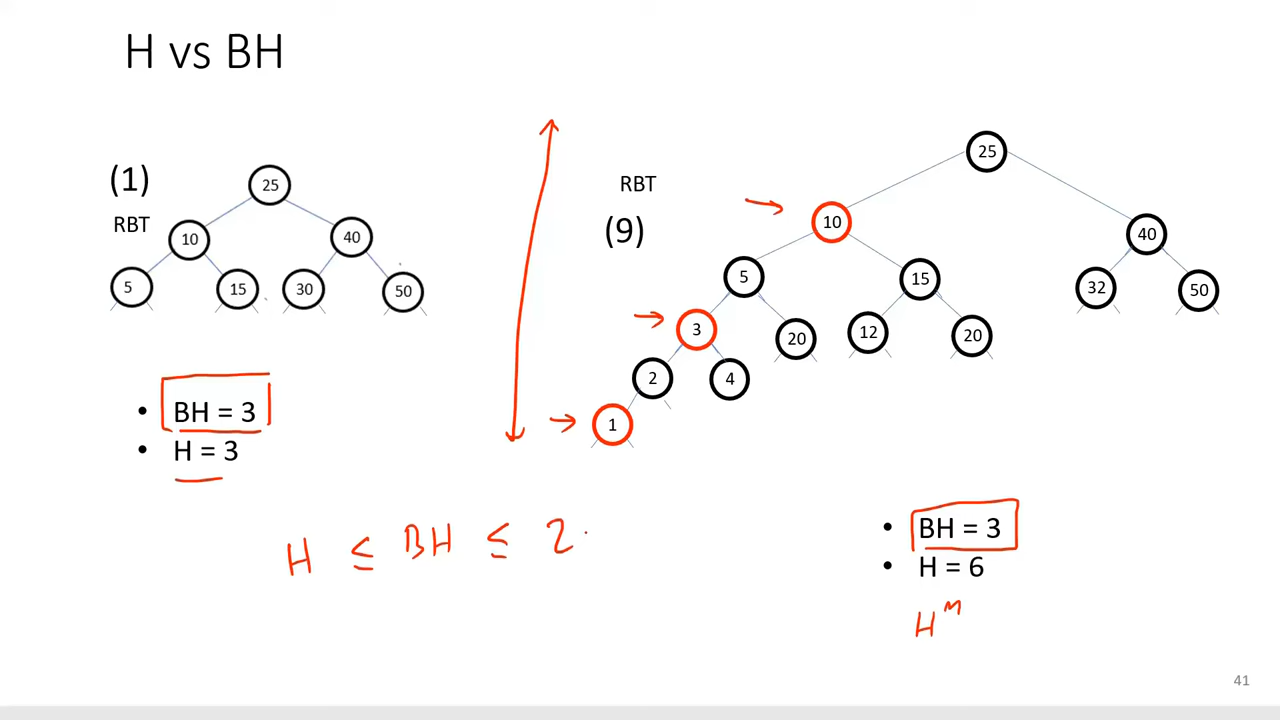 H vs BH
(1)
RBT
25
10
40
5
15
30
50
• BH = 3
• H = 3
H ≤ BH ≤ 2.
RBT
(9)
25
10
40
5
15
32
50
3
20
12
20
2
4
1
• BH = 3
• H = 6
H^M
41